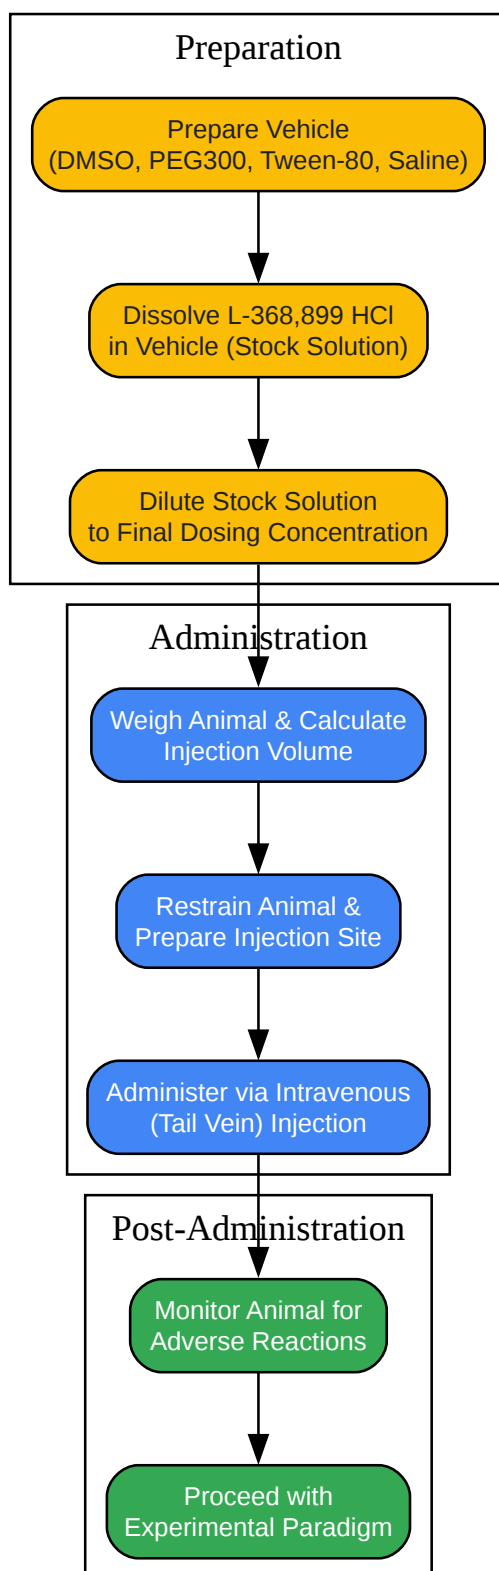 Preparation
Prepare Vehicle
(DMSO, PEG300, Tween-80, Saline)
Dissolve L-368,899 HCl
in Vehicle (Stock Solution)
Dilute Stock Solution
to Final Dosing Concentration
Administration
Weigh Animal & Calculate
Injection Volume
Restrain Animal &
Prepare Injection Site
Administer via Intravenous
(Tail Vein) Injection
Post-Administration
Monitor Animal for
Adverse Reactions
Proceed with
Experimental Paradigm